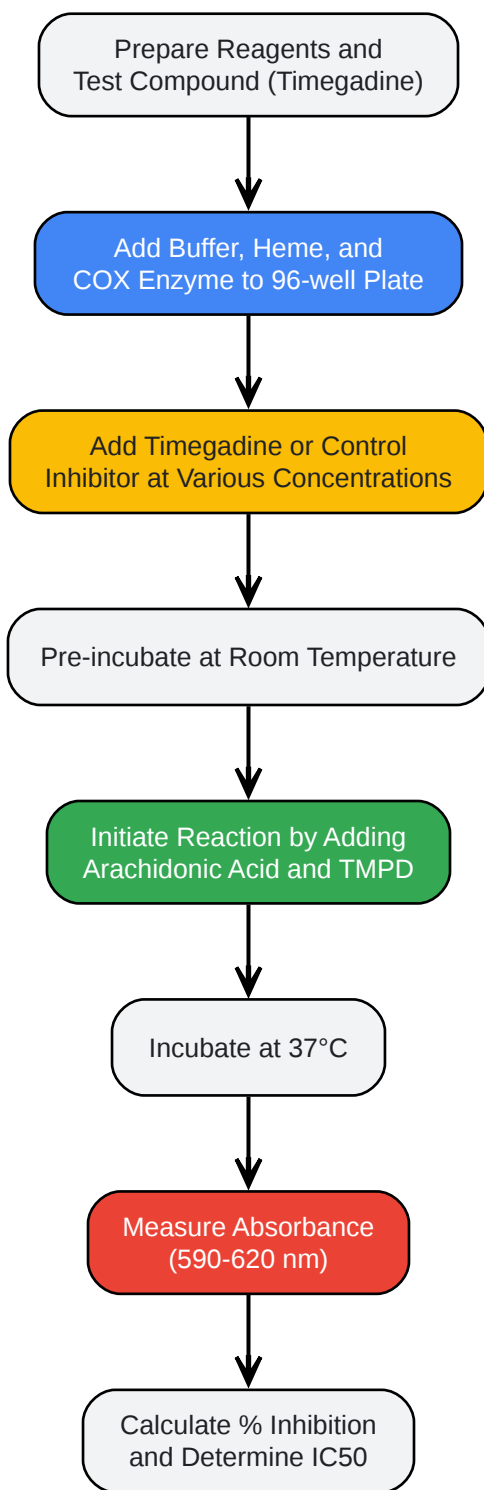 Prepare Reagents and
Test Compound (Timegadine)
Add Buffer, Heme, and
COX Enzyme to 96-well Plate
Add Timegadine or Control
Inhibitor at Various Concentrations
Pre-incubate at Room Temperature
Initiate Reaction by Adding
Arachidonic Acid and TMPD
Incubate at 37°C
Measure Absorbance
(590-620 nm)
Calculate % Inhibition
and Determine IC50